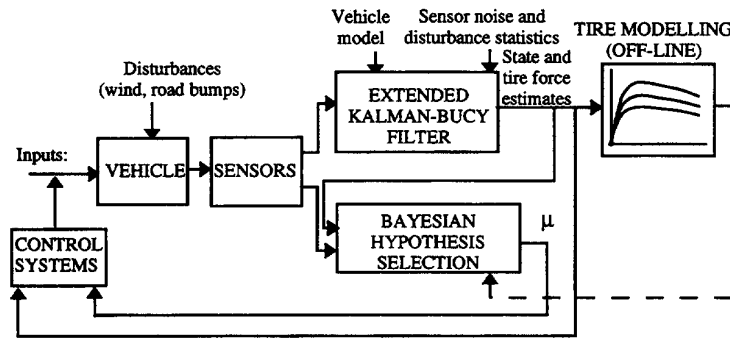 Vehicle
model
Sensor noise and
disturbance statistics
TIRE MODELLING
(OFF-LINE)
Disturbances
(wind, road bumps)
State and
tire force
estimates
EXTENDED
KALMAN-BUCY
FILTER
Inputs:
VEHICLE
SENSORS
BAYESIAN
HYPOTHESIS
SELECTION
μ
CONTROL
SYSTEMS